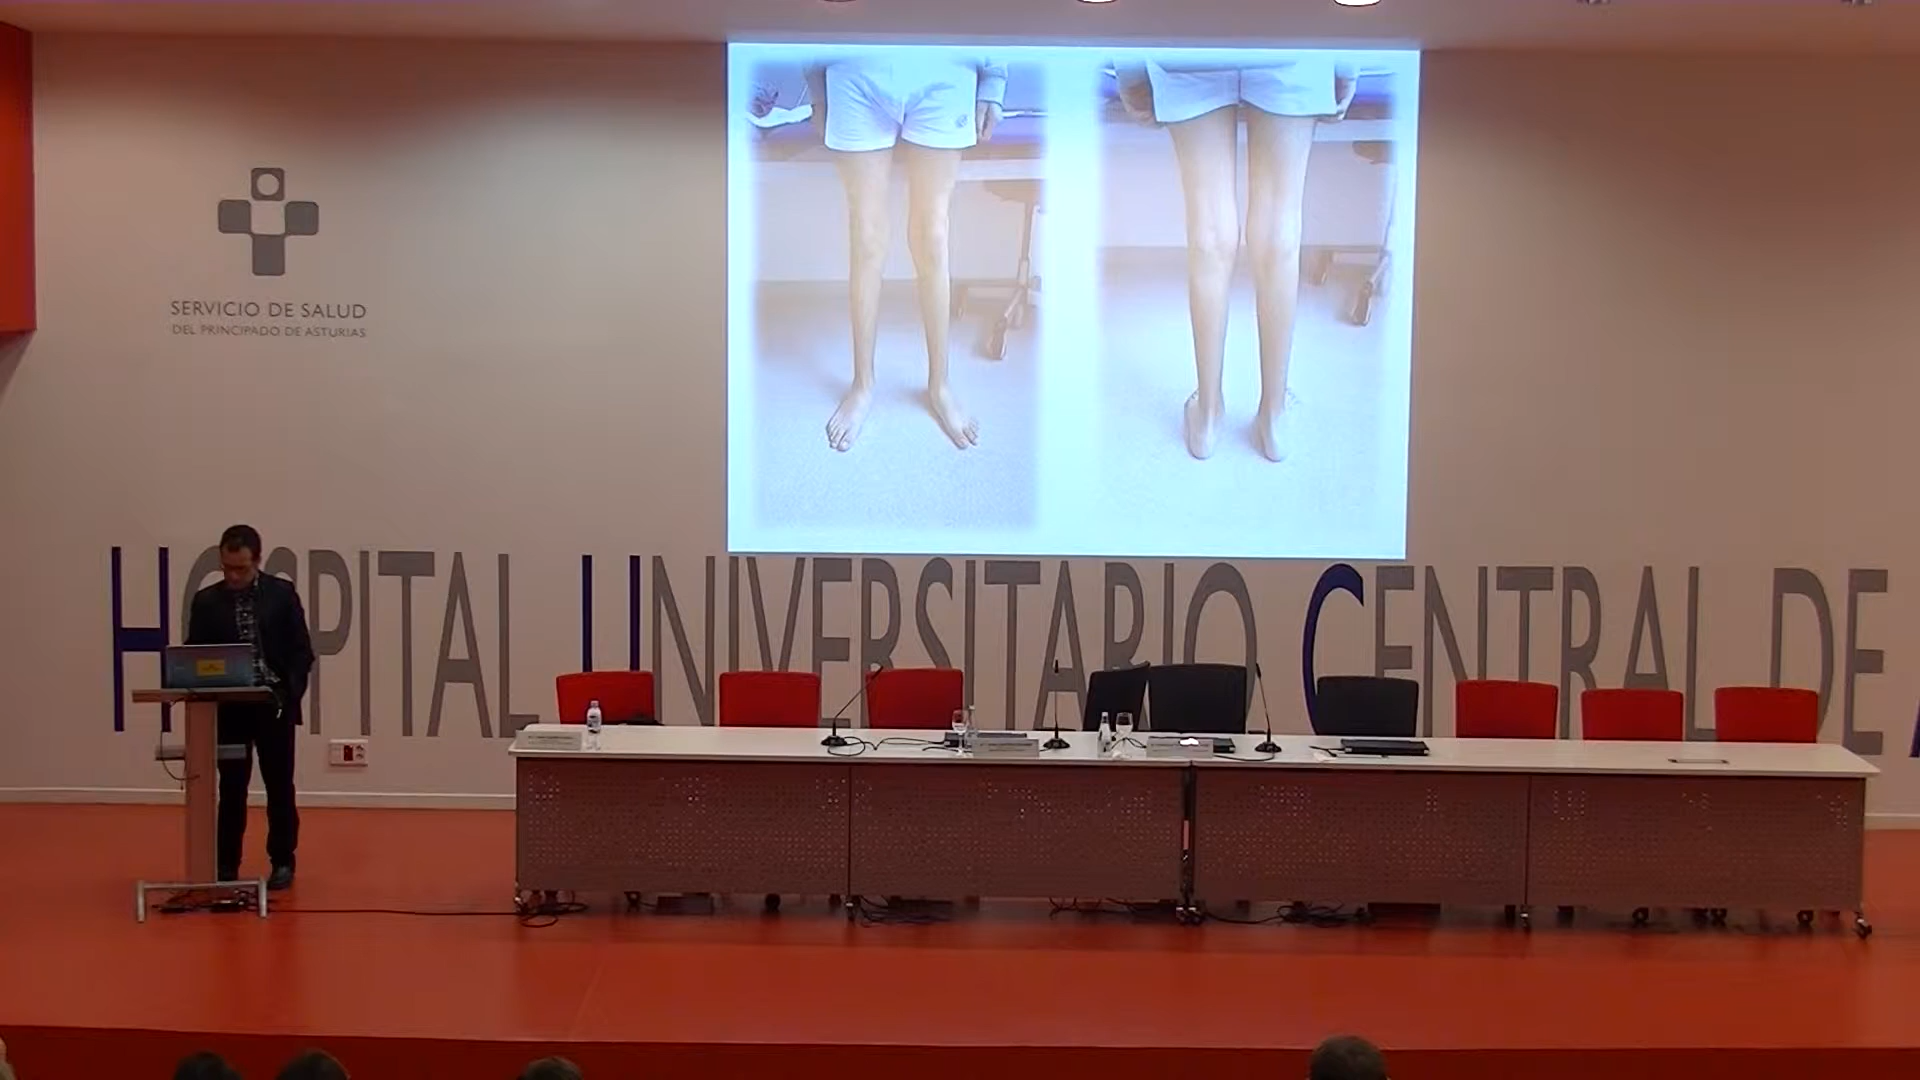 SERVICIO DE SALUD
DEL PRINCIPADO DE ASTURIAS
HOSPITAL UNIVERSITARIO CENTRAL DE